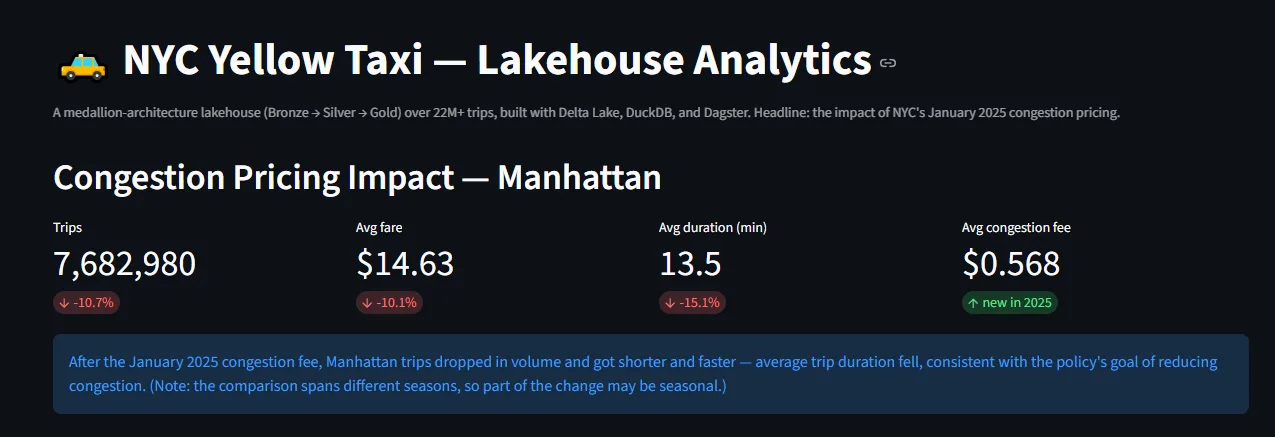 NYC Yellow Taxi — Lakehouse Analytics
A medallion-architecture lakehouse (Bronze → Silver → Gold) over 22M+ trips, built with Delta Lake, DuckDB, and Dagster. Headline: the impact of NYC's January 2025 congestion pricing.
Congestion Pricing Impact — Manhattan
Trips
7,682,980
↓ -10.7%
Avg fare
$14.63
↓ -10.1%
Avg duration (min)
13.5
↓ -15.1%
Avg congestion fee
$0.568
↑ new in 2025
After the January 2025 congestion fee, Manhattan trips dropped in volume and got shorter and faster — average trip duration fell, consistent with the policy's goal of reducing
congestion. (Note: the comparison spans different seasons, so part of the change may be seasonal.)